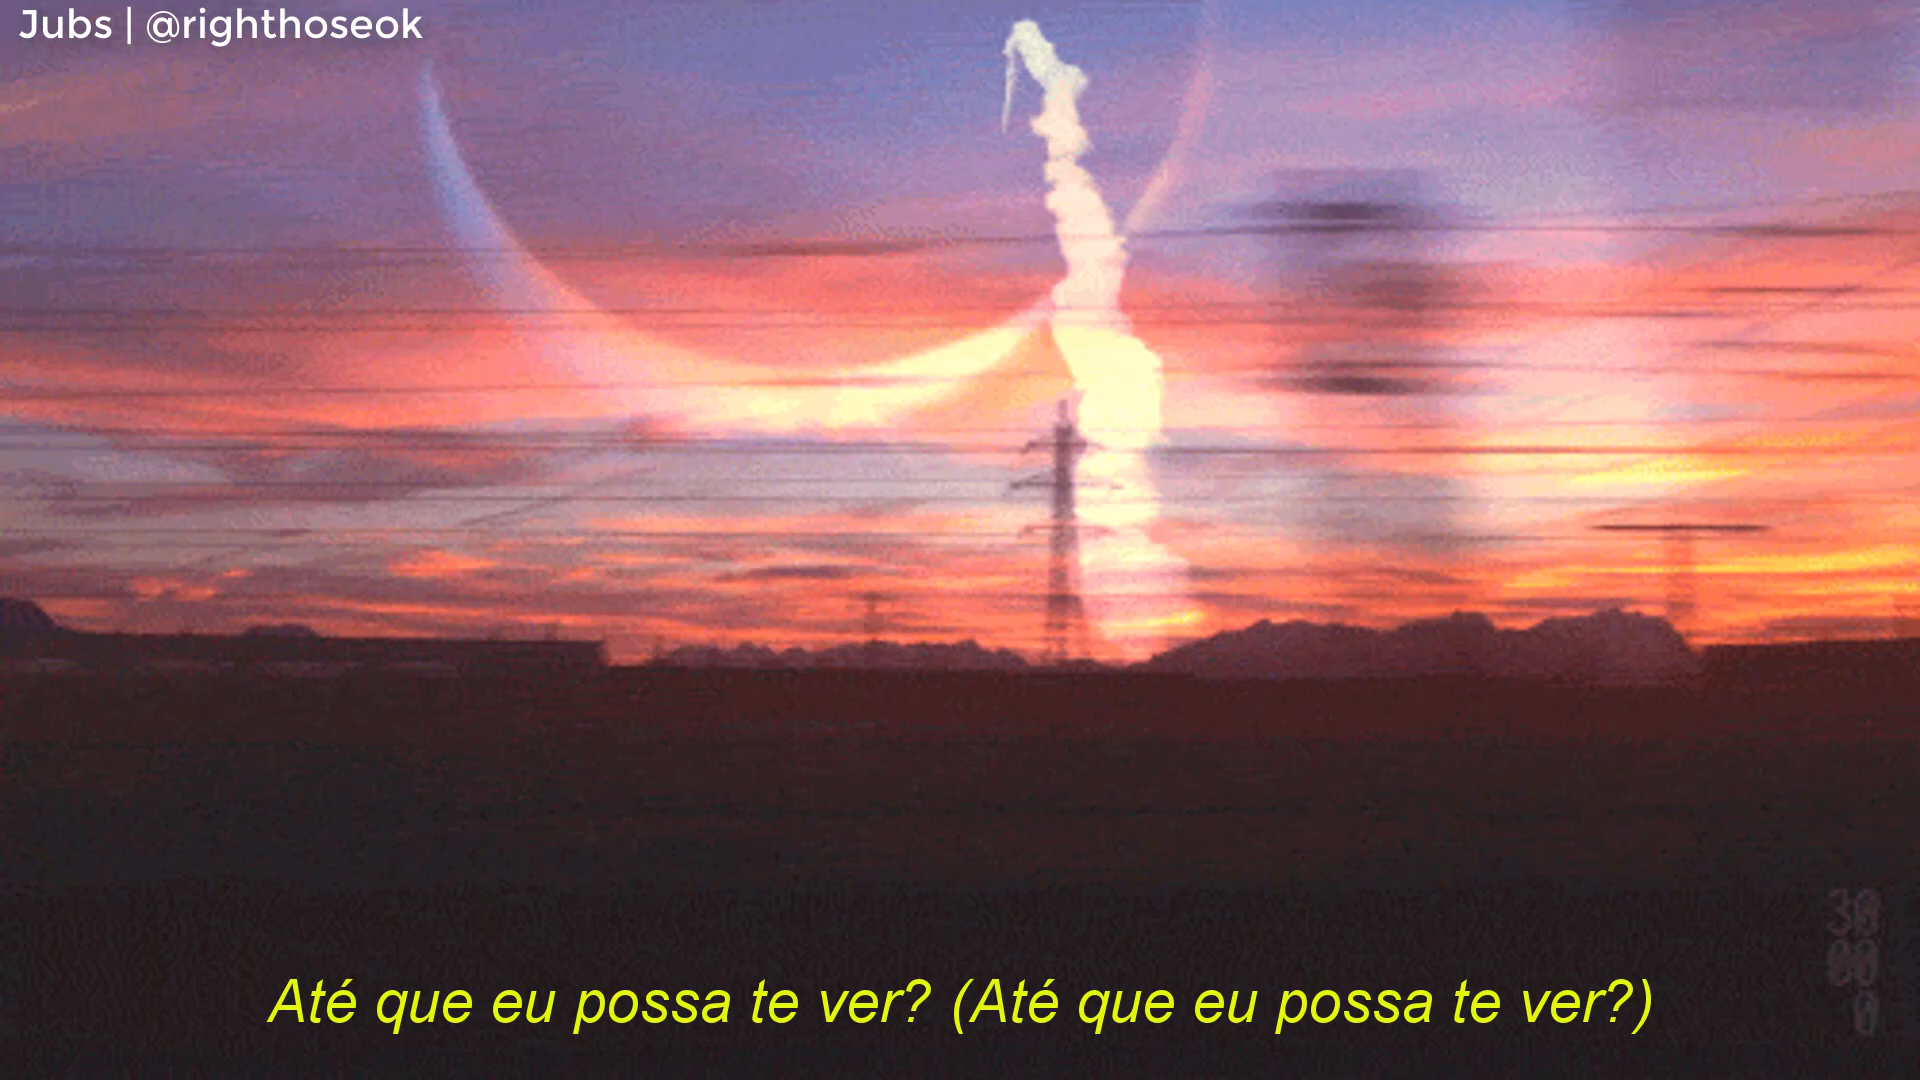 Jubs | @righthoseok
Até que eu possa te ver? (Até que eu possa te ver?)